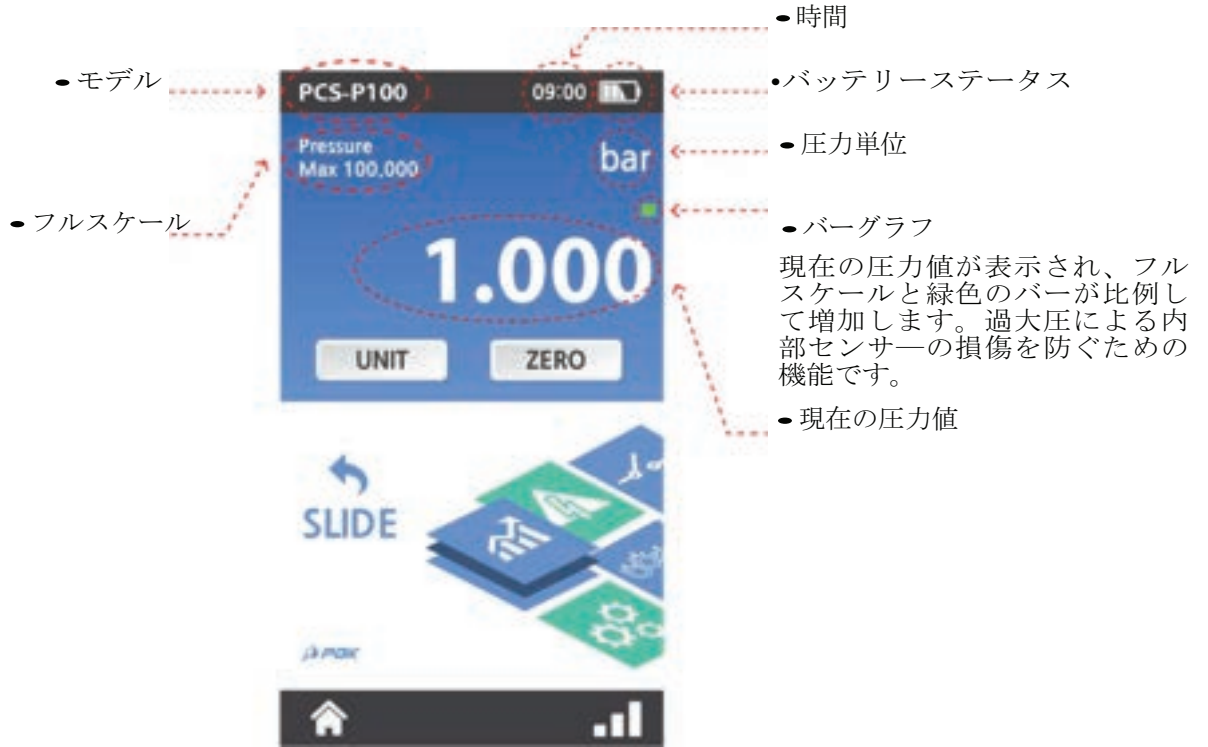 ● 時間
● モデル
PCS-P100
09:00
•バッテリーステータス
Pressure
Max 100,000
bar
● 圧力単位
● フルスケール
● バーグラフ
現在の圧力値が表示され、フル
スケールと緑色のバーが比例し
て増加します。過大圧による内
部センサ―の損傷を防ぐための
機能です。
1.000
UNIT
ZERO
● 現在の圧力値
SLIDE
PDK